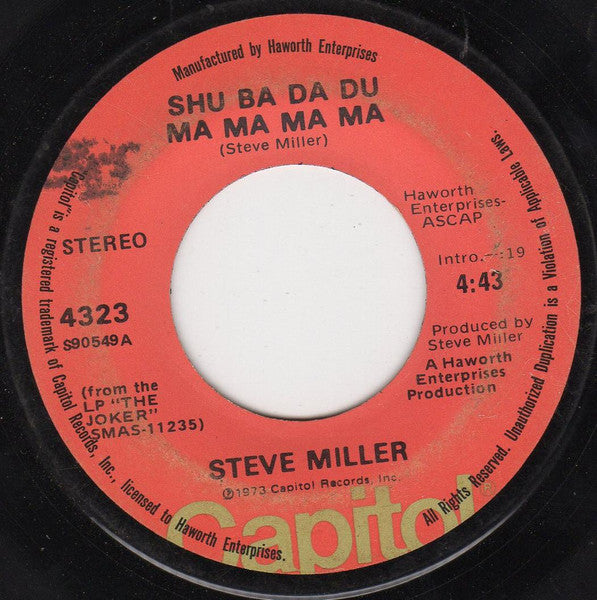 Manufactured by Haworth Enterprises
SHU BA DA DU
MA MA MA MA
(Steve Miller)
STEREO
4323
S90549A
(from the
LP "THE
JOKER"
SMAS-11235)
Haworth
Enterprises-
ASCAP
Intro.—:19
4:43
Produced by
Steve Miller
A Haworth
Enterprises
Production
STEVE MILLER
℗1973 Capitol Records, Inc.
Capitol®
"Capitol" is a registered trademark of Capitol Records, Inc., licensed to Haworth Enterprises.
All Rights Reserved. Unauthorized Duplication is a Violation of Applicable Laws.